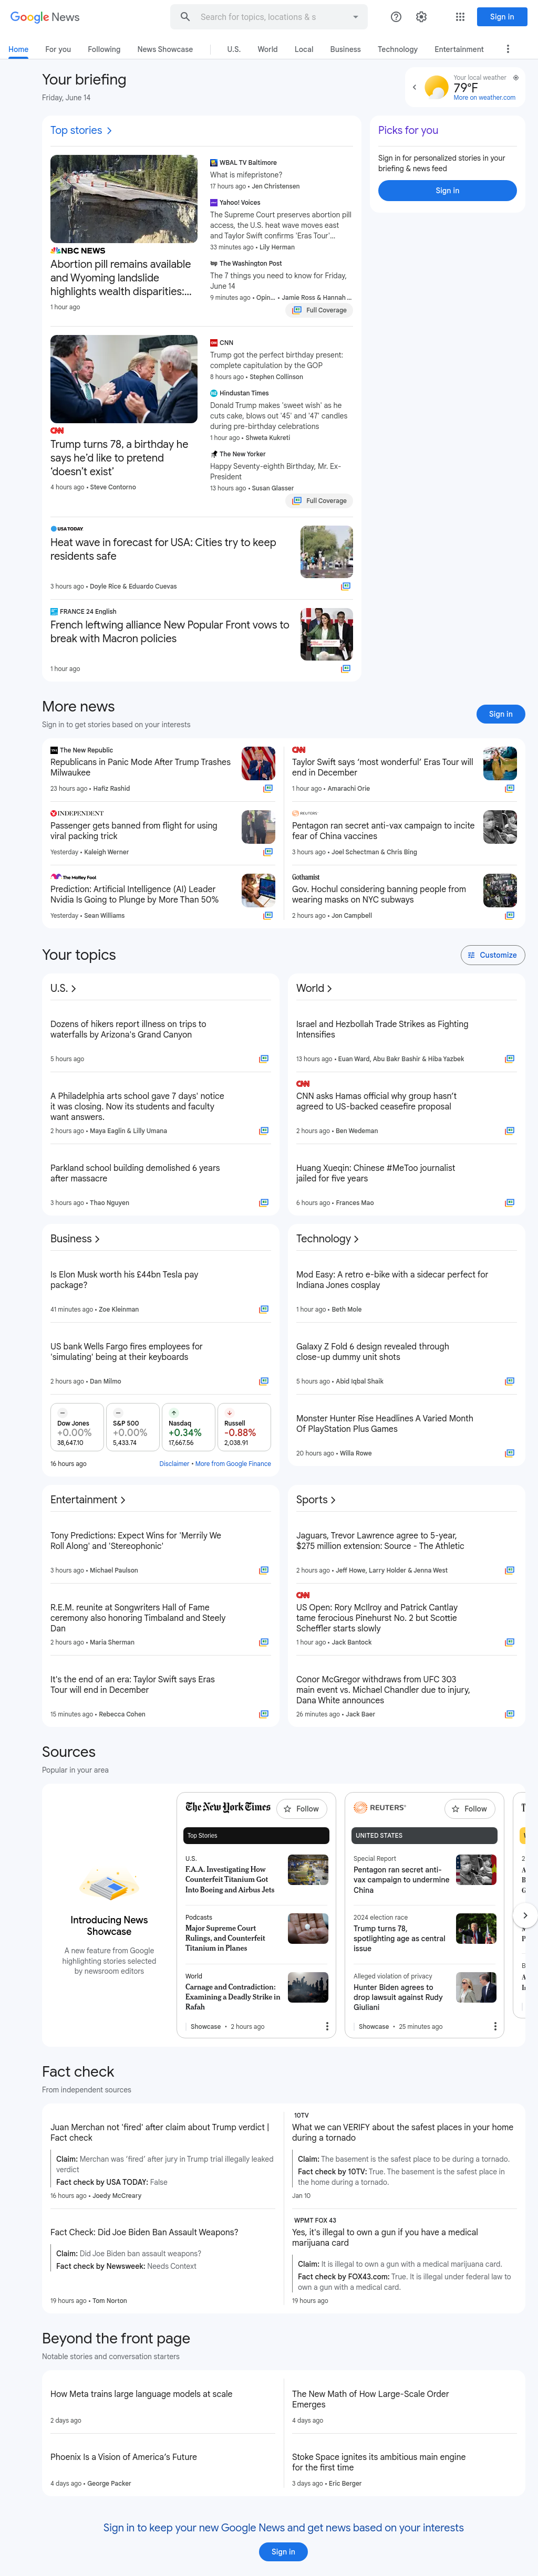 Google News
Search for topics, locations & s
Sign in
Home
For you
Following
News Showcase
U.S.
World
Local
Business
Technology
Entertainment
Your briefing
Friday, June 14
Your local weather
79°F
More on weather.com
Top stories
NBC NEWS
Abortion pill remains available
and Wyoming landslide
highlights wealth disparities:...
1 hour ago
WBAL TV Baltimore
What is mifepristone?
17 hours ago • Jen Christensen
Yahoo! Voices
The Supreme Court preserves abortion pill
access, the U.S. heat wave moves east
and Taylor Swift confirms 'Eras Tour'...
33 minutes ago • Lily Herman
The Washington Post
The 7 things you need to know for Friday,
June 14
9 minutes ago • Opin... • Jamie Ross & Hannah ...
Full Coverage
CNN
Trump turns 78, a birthday he
says he'd like to pretend
'doesn't exist'
4 hours ago • Steve Contorno
CNN
Trump got the perfect birthday present:
complete capitulation by the GOP
8 hours ago • Stephen Collinson
Hindustan Times
Donald Trump makes 'sweet wish' as he
cuts cake, blows out '45' and '47' candles
during pre-birthday celebrations
1 hour ago • Shweta Kukreti
The New Yorker
Happy Seventy-eighth Birthday, Mr. Ex-
President
13 hours ago • Susan Glasser
Full Coverage
USA TODAY
Heat wave in forecast for USA: Cities try to keep
residents safe
3 hours ago • Doyle Rice & Eduardo Cuevas
FRANCE 24 English
French leftwing alliance New Popular Front vows to
break with Macron policies
1 hour ago
Picks for you
Sign in for personalized stories in your
briefing & news feed
Sign in
More news
Sign in to get stories based on your interests
Sign in
The New Republic
Republicans in Panic Mode After Trump Trashes
Milwaukee
23 hours ago • Hafiz Rashid
INDEPENDENT
Passenger gets banned from flight for using
viral packing trick
Yesterday • Kaleigh Werner
The Motley Fool
Prediction: Artificial Intelligence (AI) Leader
Nvidia Is Going to Plunge by More Than 50%
Yesterday • Sean Williams
CNN
Taylor Swift says 'most wonderful' Eras Tour will
end in December
1 hour ago • Amarachi Orie
REUTERS
Pentagon ran secret anti-vax campaign to incite
fear of China vaccines
3 hours ago • Joel Schectman & Chris Bing
Gothamist
Gov. Hochul considering banning people from
wearing masks on NYC subways
2 hours ago • Jon Campbell
Your topics
Customize
U.S.
Dozens of hikers report illness on trips to
waterfalls by Arizona's Grand Canyon
5 hours ago
A Philadelphia arts school gave 7 days' notice
it was closing. Now its students and faculty
want answers.
2 hours ago • Maya Eaglin & Lilly Umana
Parkland school building demolished 6 years
after massacre
3 hours ago • Thao Nguyen
World
Israel and Hezbollah Trade Strikes as Fighting
Intensifies
13 hours ago • Euan Ward, Abu Bakr Bashir & Hiba Yazbek
CNN
CNN asks Hamas official why group hasn't
agreed to US-backed ceasefire proposal
2 hours ago • Ben Wedeman
Huang Xueqin: Chinese #MeToo journalist
jailed for five years
6 hours ago • Frances Mao
Business
Is Elon Musk worth his £44bn Tesla pay
package?
41 minutes ago • Zoe Kleinman
US bank Wells Fargo fires employees for
'simulating' being at their keyboards
2 hours ago • Dan Milmo
Dow Jones
+0.00%
38,647.10
S&P 500
+0.00%
5,433.74
Nasdaq
+0.34%
17,667.56
Russell
-0.88%
2,038.91
16 hours ago
Disclaimer • More from Google Finance
Technology
Mod Easy: A retro e-bike with a sidecar perfect for
Indiana Jones cosplay
1 hour ago • Beth Mole
Galaxy Z Fold 6 design revealed through
close-up dummy unit shots
5 hours ago • Abid Iqbal Shaik
Monster Hunter Rise Headlines A Varied Month
Of PlayStation Plus Games
20 hours ago • Willa Rowe
Entertainment
Tony Predictions: Expect Wins for 'Merrily We
Roll Along' and 'Stereophonic'
3 hours ago • Michael Paulson
R.E.M. reunite at Songwriters Hall of Fame
ceremony also honoring Timbaland and Steely
Dan
2 hours ago • Maria Sherman
It's the end of an era: Taylor Swift says Eras
Tour will end in December
15 minutes ago • Rebecca Cohen
Sports
Jaguars, Trevor Lawrence agree to 5-year,
$275 million extension: Source - The Athletic
2 hours ago • Jeff Howe, Larry Holder & Jenna West
CNN
US Open: Rory McIlroy and Patrick Cantlay
tame ferocious Pinehurst No. 2 but Scottie
Scheffler starts slowly
1 hour ago • Jack Bantock
Conor McGregor withdraws from UFC 303
main event vs. Michael Chandler due to injury,
Dana White announces
26 minutes ago • Jack Baer
Sources
Popular in your area
Introducing News
Showcase
A new feature from Google
highlighting stories selected
by newsroom editors
The New York Times
Follow
Top Stories
U.S.
F.A.A. Investigating How
Counterfeit Titanium Got
Into Boeing and Airbus Jets
Podcasts
Major Supreme Court
Rulings, and Counterfeit
Titanium in Planes
World
Carnage and Contradiction:
Examining a Deadly Strike in
Rafah
Showcase • 2 hours ago
REUTERS
Follow
UNITED STATES
Special Report
Pentagon ran secret anti-
vax campaign to undermine
China
2024 election race
Trump turns 78,
spotlighting age as central
issue
Alleged violation of privacy
Hunter Biden agrees to
drop lawsuit against Rudy
Giuliani
Showcase • 25 minutes ago
Fact check
From independent sources
Juan Merchan not 'fired' after claim about Trump verdict |
Fact check
Claim: Merchan was 'fired' after jury in Trump trial illegally leaked
verdict
Fact check by USA TODAY: False
16 hours ago • Joedy McCreary
Fact Check: Did Joe Biden Ban Assault Weapons?
Claim: Did Joe Biden ban assault weapons?
Fact check by Newsweek: Needs Context
19 hours ago • Tom Norton
10TV
What we can VERIFY about the safest places in your home
during a tornado
Claim: The basement is the safest place to be during a tornado.
Fact check by 10TV: True. The basement is the safest place in
the home during a tornado.
Jan 10
WPMT FOX 43
Yes, it's illegal to own a gun if you have a medical
marijuana card
Claim: It is illegal to own a gun with a medical marijuana card.
Fact check by FOX43.com: True. It is illegal under federal law to
own a gun with a medical card.
19 hours ago
Beyond the front page
Notable stories and conversation starters
How Meta trains large language models at scale
2 days ago
The New Math of How Large-Scale Order
Emerges
4 days ago
Phoenix Is a Vision of America's Future
4 days ago • George Packer
Stoke Space ignites its ambitious main engine
for the first time
3 days ago • Eric Berger
Sign in to keep your new Google News and get news based on your interests
Sign in